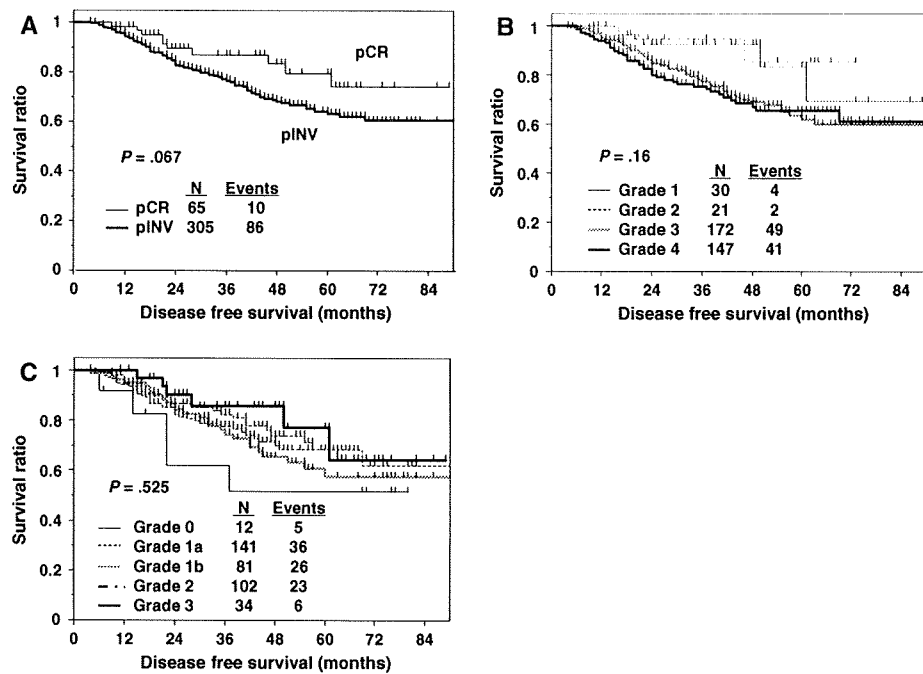 A
1
0.8
0.6
0.4
0.2
0
Survival ratio
pCR
pINV
P = .067
N Events
pCR 65 10
pINV 305 86
0 12 24 36 48 60 72 84
Disease free survival (months)
B
1
0.8
0.6
0.4
0.2
0
Survival ratio
P = .16
N Events
Grade 1 30 4
Grade 2 21 2
Grade 3 172 49
Grade 4 147 41
0 12 24 36 48 60 72 84
Disease free survival (months)
C
1
0.8
0.6
0.4
0.2
0
Survival ratio
P = .525
N Events
Grade 0 12 5
Grade 1a 141 36
Grade 1b 81 26
Grade 2 102 23
Grade 3 34 6
0 12 24 36 48 60 72 84
Disease free survival (months)